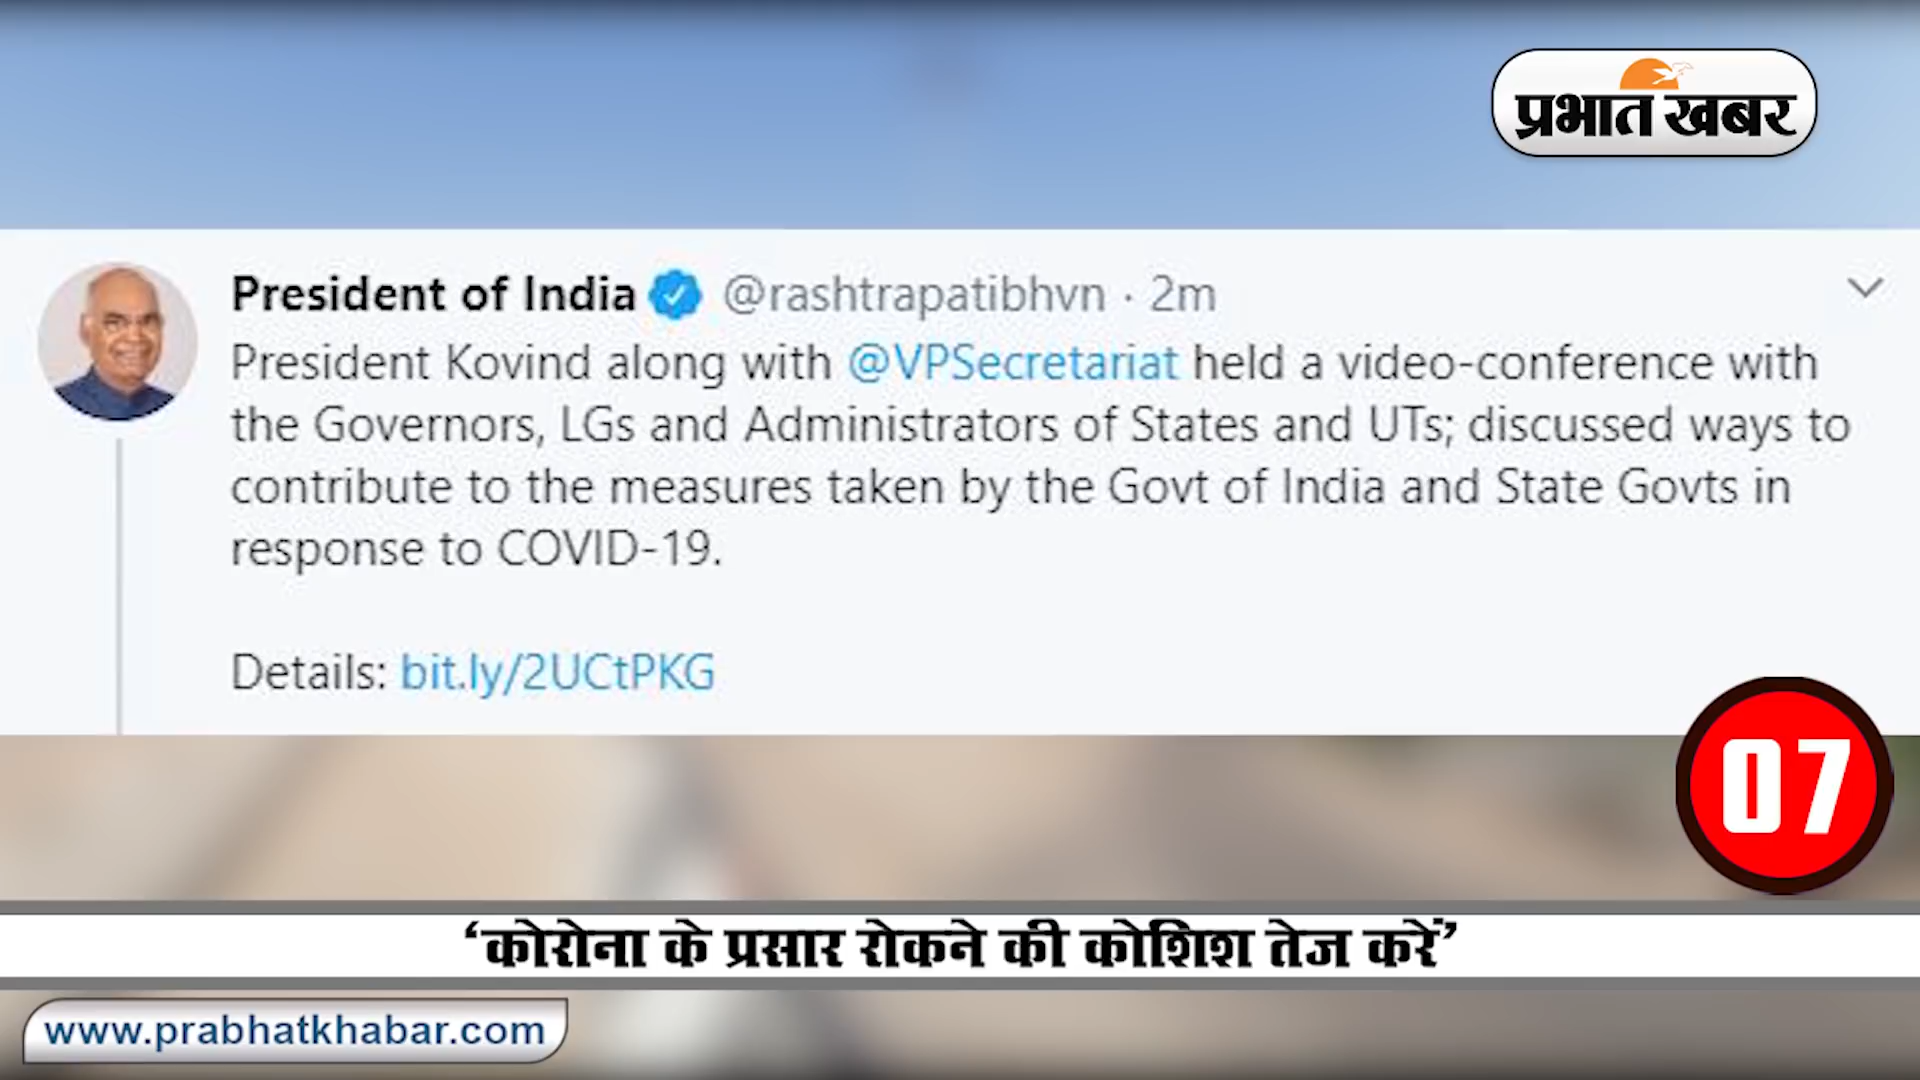 प्रभात खबर
President of India @rashtrapatibhvn · 2m
President Kovind along with @VPSecretariat held a video-conference with
the Governors, LGs and Administrators of States and UTs; discussed ways to
contribute to the measures taken by the Govt of India and State Govts in
response to COVID-19.
Details: bit.ly/2UCtPKG
07
‘कोरोना के प्रसार रोकने की कोशिश तेज करें’
www.prabhatkhabar.com